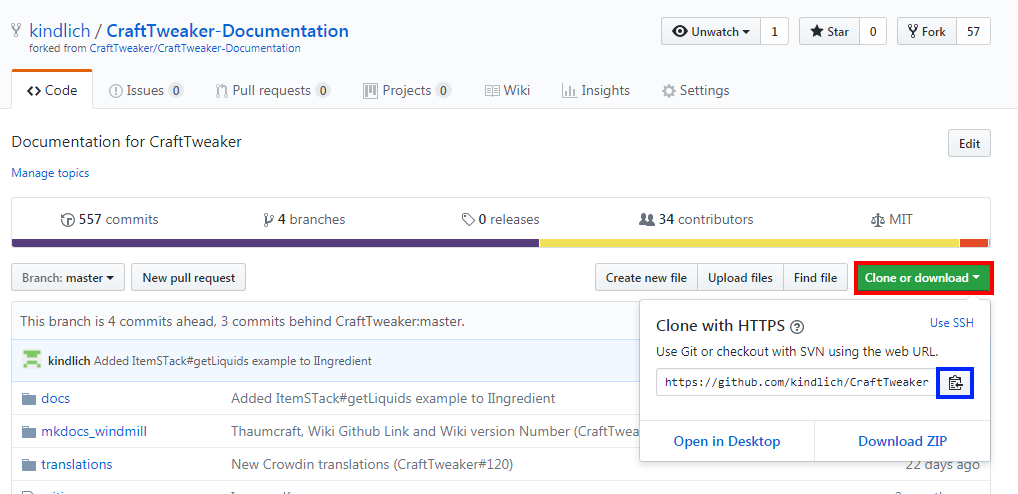 kindlich / CraftTweaker-Documentation
forked from CraftTweaker/CraftTweaker-Documentation
Unwatch 1 Star 0 Fork 57
Code Issues 0 Pull requests 0 Projects 0 Wiki Insights Settings
Documentation for CraftTweaker
Edit
Manage topics
557 commits 4 branches 0 releases 34 contributors MIT
Branch: master New pull request Create new file Upload files Find file Clone or download
This branch is 4 commits ahead, 3 commits behind CraftTweaker:master.
kindlich Added ItemSTack#getLiquids example to IIngredient
docs Added ItemSTack#getLiquids example to IIngredient
mkdocs_windmill Thaumcraft, Wiki Github Link and Wiki version Number (CraftTwea
translations New Crowdin translations (CraftTweaker#120) 22 days ago
Clone with HTTPS ? Use SSH
Use Git or checkout with SVN using the web URL.
https://github.com/kindlich/CraftTweaker
Open in Desktop Download ZIP